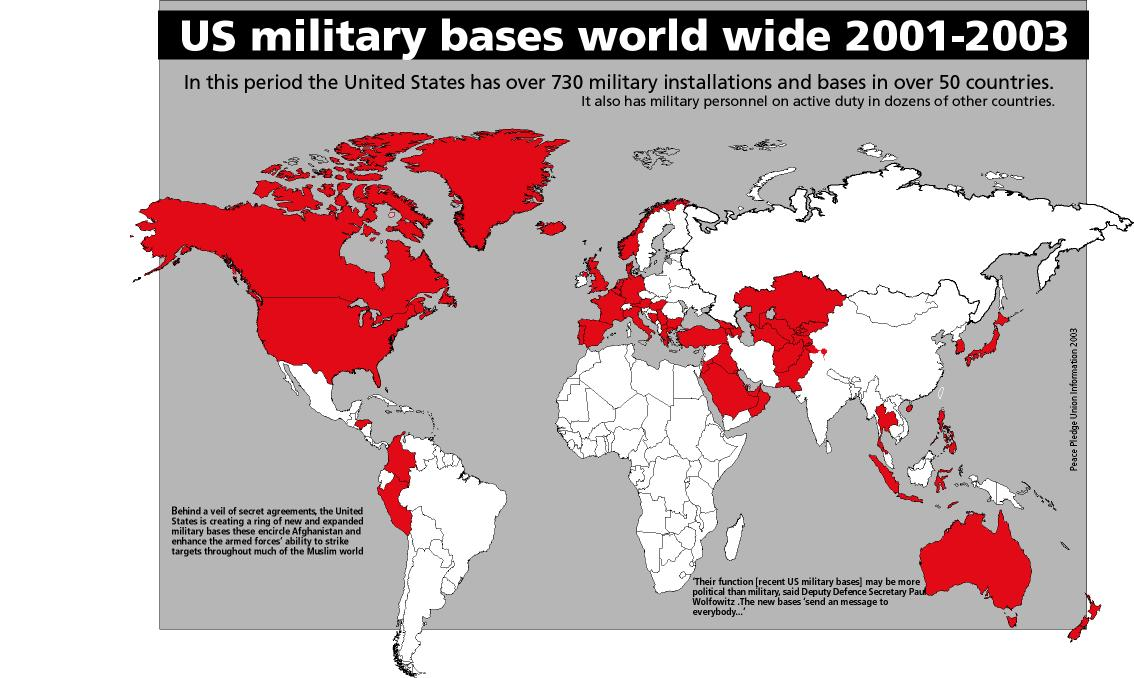 US military bases world wide 2001-2003
In this period the United States has over 730 military installations and bases in over 50 countries.
It also has military personnel on active duty in dozens of other countries.
Peace Pledge Union Information 2003
Behind a veil of secret agreements, the United
States is creating a ring of new and expanded
military bases these encircle Afghanistan and
enhance the armed forces' ability to strike
targets throughout much of the Muslim world
'Their function [recent US military bases] may be more
political than military, said Deputy Defence Secretary Paul
Wolfowitz .The new bases 'send an message to
everybody...'